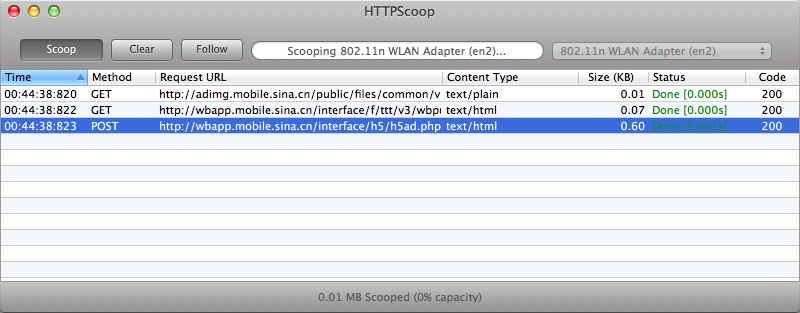 HTTPScoop
Scoop Clear Follow Scooping 802.11n WLAN Adapter (en2)... 802.11n WLAN Adapter (en2)
Time Method Request URL Content Type Size (KB) Status Code
00:44:38:820 GET http://adimg.mobile.sina.cn/public/files/common/v text/plain 0.01 Done [0.000s] 200
00:44:38:822 GET http://wbapp.mobile.sina.cn/interface/f/ttt/v3/wbpu text/html 0.07 Done [0.000s] 200
00:44:38:823 POST http://wbapp.mobile.sina.cn/interface/h5/h5ad.php text/html 0.60 Done [0.001s] 200
0.01 MB Scooped (0% capacity)